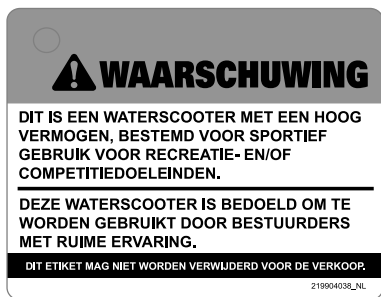 WAARSCHUWING
DIT IS EEN WATERSCOOTER MET EEN HOOG
VERMOGEN, BESTEMD VOOR SPORTIEF
GEBRUIK VOOR RECREATIE- EN/OF
COMPETITIEDOELEINDEN.
DEZE WATERSCOOTER IS BEDOELD OM TE
WORDEN GEBRUIKT DOOR BESTUURDERS
MET RUIME ERVARING.
DIT ETIKET MAG NIET WORDEN VERWIJDERD VOOR DE VERKOOP.
219904038_NL